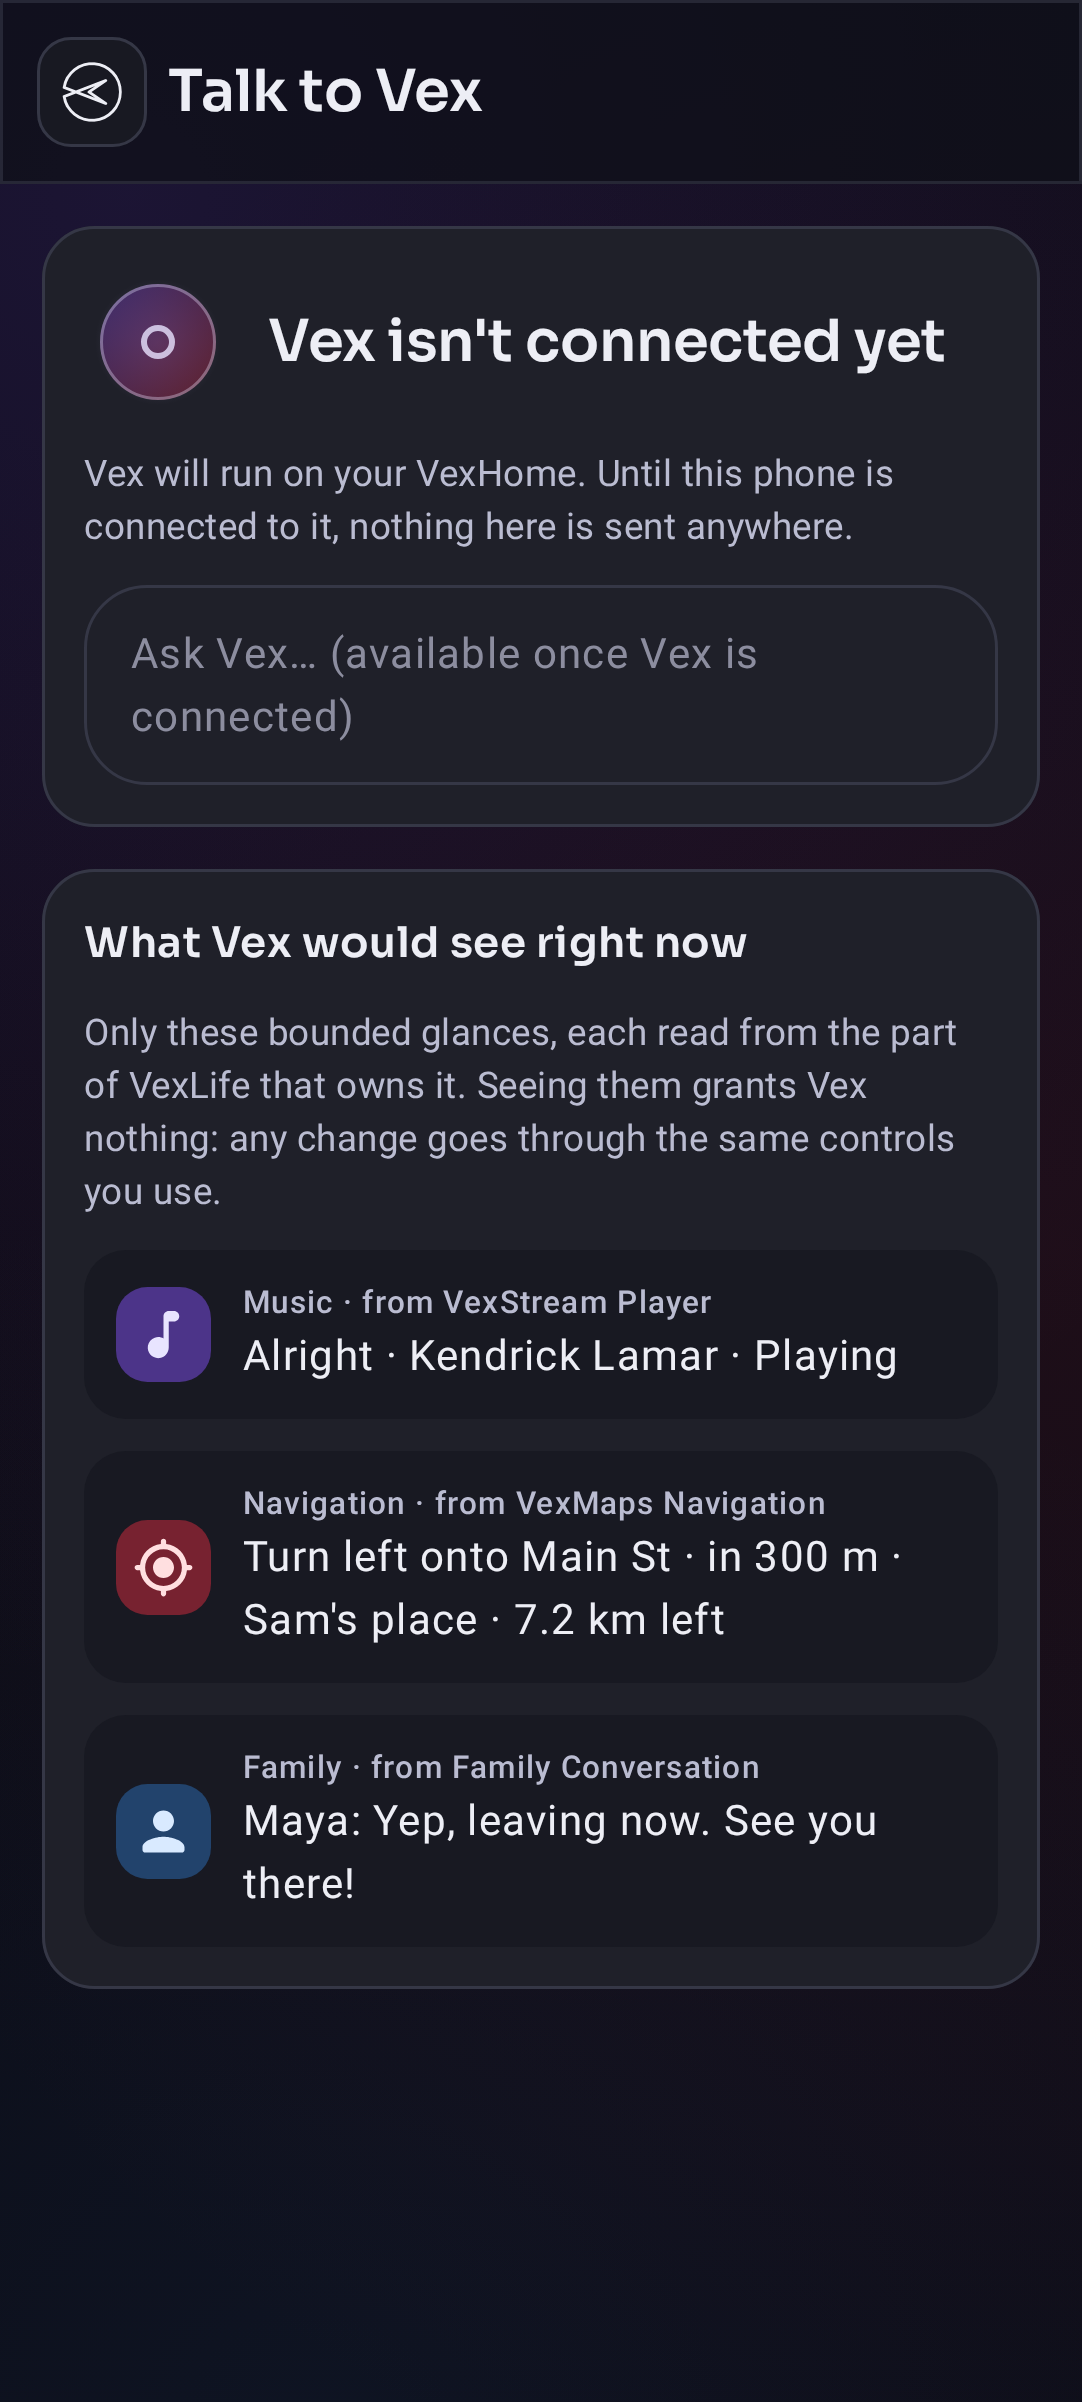 Talk to Vex
Vex isn't connected yet
Vex will run on your VexHome. Until this phone is
connected to it, nothing here is sent anywhere.
Ask Vex… (available once Vex is
connected)
What Vex would see right now
Only these bounded glances, each read from the part
of VexLife that owns it. Seeing them grants Vex
nothing: any change goes through the same controls
you use.
Music · from VexStream Player
Alright · Kendrick Lamar · Playing
Navigation · from VexMaps Navigation
Turn left onto Main St · in 300 m ·
Sam's place · 7.2 km left
Family · from Family Conversation
Maya: Yep, leaving now. See you
there!